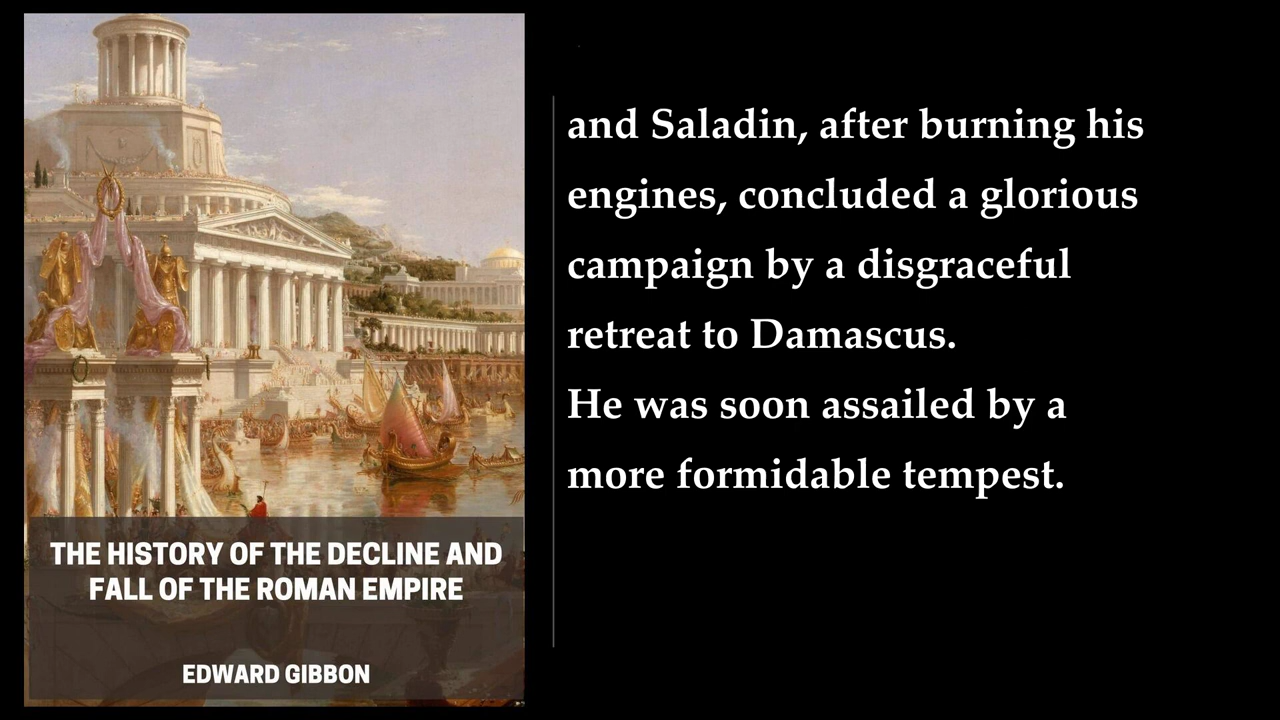 THE HISTORY OF THE DECLINE AND
FALL OF THE ROMAN EMPIRE
EDWARD GIBBON
and Saladin, after burning his
engines, concluded a glorious
campaign by a disgraceful
retreat to Damascus.
He was soon assailed by a
more formidable tempest.